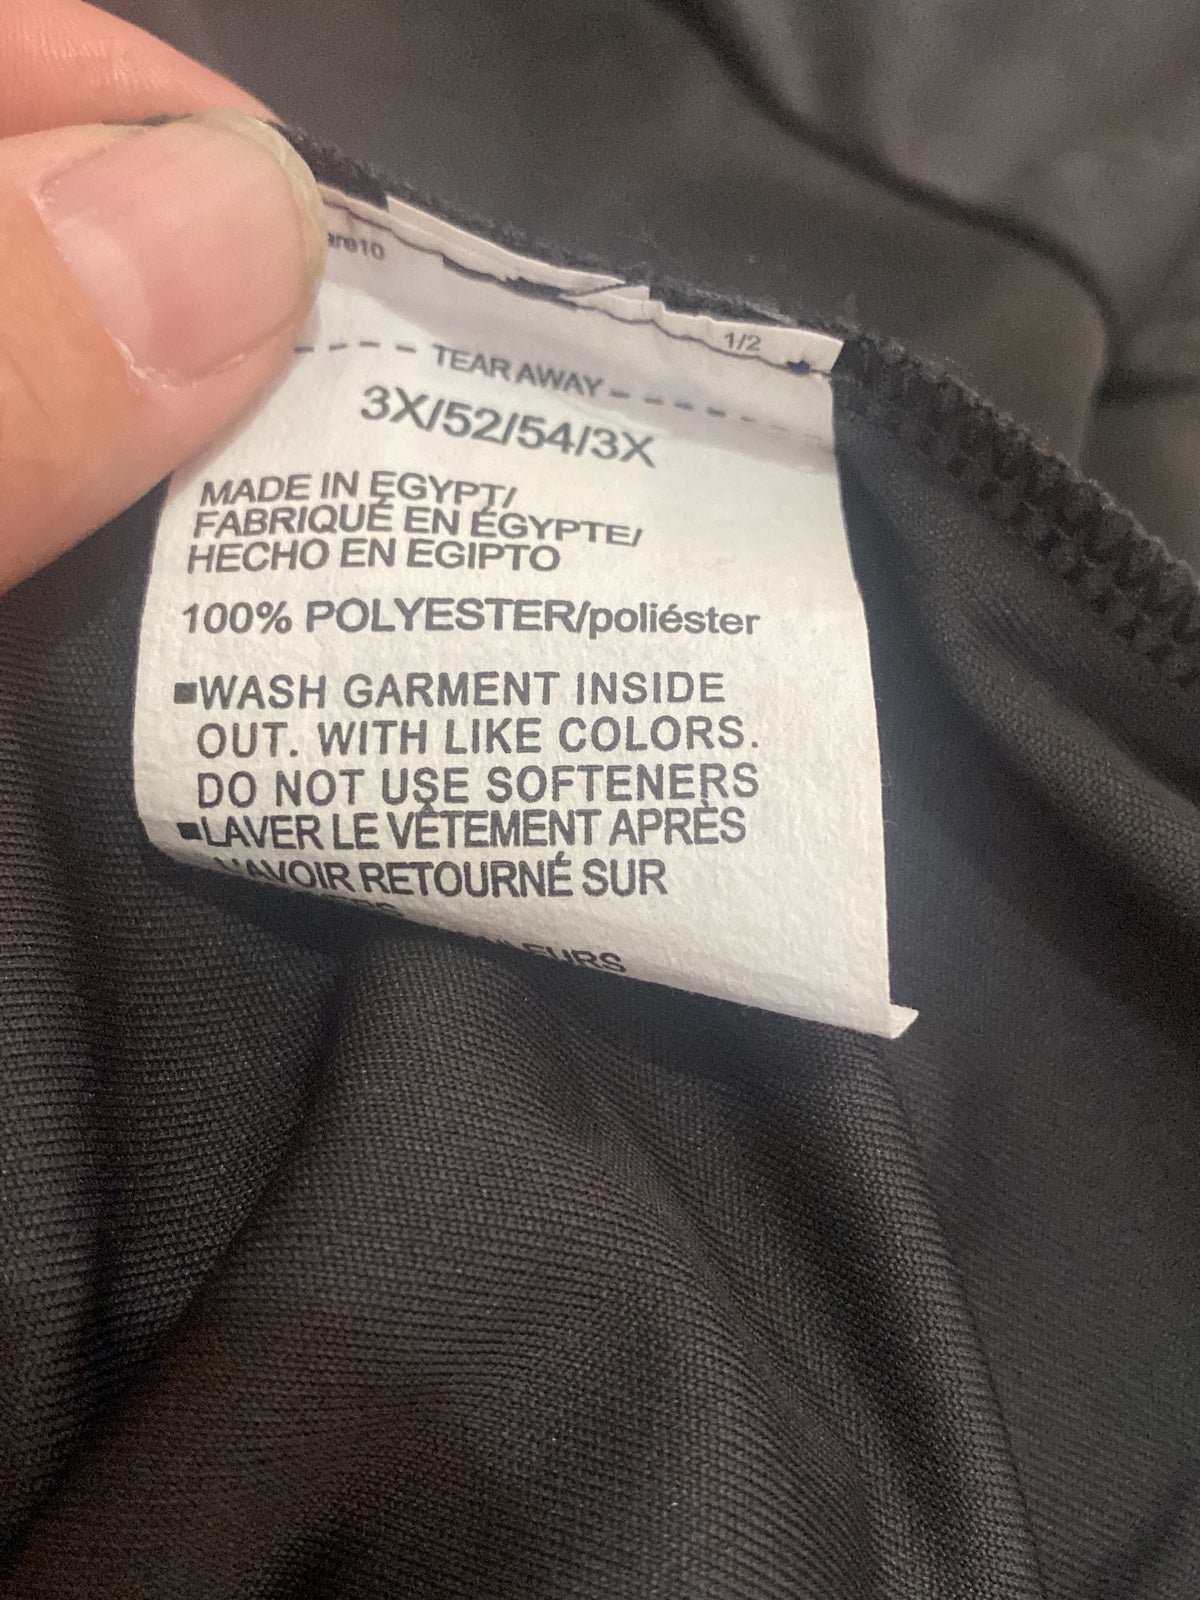 1/2
TEAR AWAY
3X/52/54/3X
MADE IN EGYPT/
FABRIQUÉ EN ÉGYPTE/
HECHO EN EGIPTO
100% POLYESTER/poliéster
■WASH GARMENT INSIDE
OUT. WITH LIKE COLORS.
DO NOT USE SOFTENERS
■LAVER LE VÊTEMENT APRÈS
L'AVOIR RETOURNÉ SUR